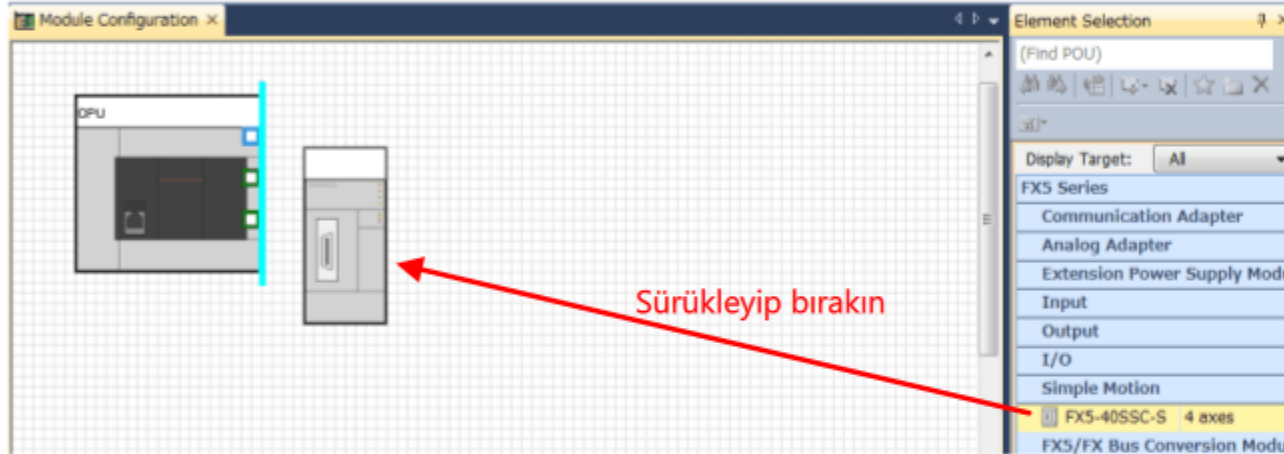 Module Configuration
Element Selection
(Find POU)
Display Target: All
CPU
FX5 Series
Communication Adapter
Analog Adapter
Extension Power Supply Modu
Input
Output
I/O
Simple Motion
FX5-40SSC-S 4 axes
FX5/FX Bus Conversion Modu
Sürükleyip bırakın